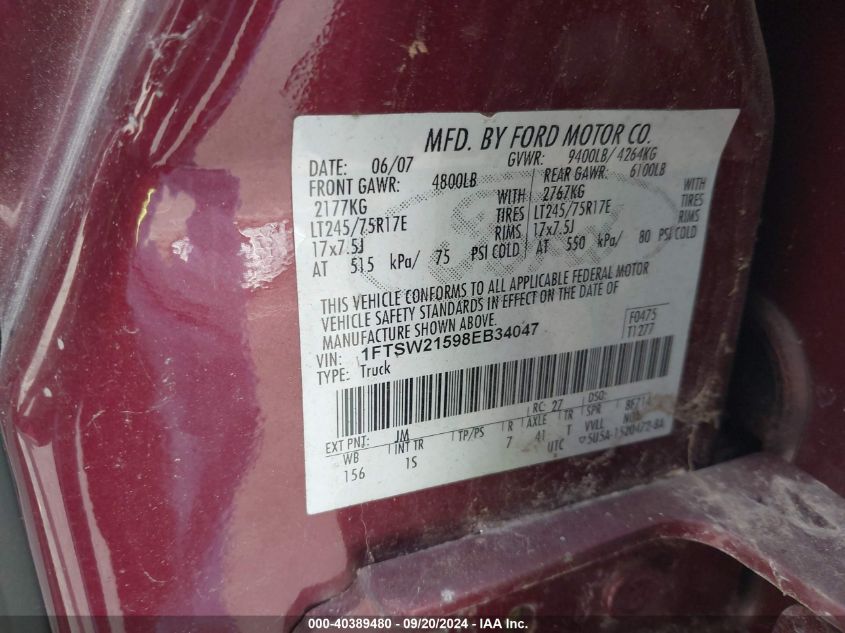 MFD. BY FORD MOTOR CO.
DATE: 06/07 GVWR: 9400LB/ 4264KG
FRONT GAWR: 4800LB REAR GAWR: 6100LB
2177KG WITH 2767KG WITH
LT245/75R17E TIRES LT245/75R17E TIRES
17x7.5J RIMS 17x7.5J RIMS
AT 515 kPa/ 75 PSI COLD AT 550 kPa/ 80 PSI COLD
THIS VEHICLE CONFORMS TO ALL APPLICABLE FEDERAL MOTOR
VEHICLE SAFETY STANDARDS IN EFFECT ON THE DATE OF
MANUFACTURE SHOWN ABOVE.
F0475
T1277
VIN: 1FTSW21598EB34047
TYPE: Truck
EXT PNT: JM RC: 27 DSO:
WB INT TR TP/PS R AXLE TR SPR
156 1S 7 41 T VVLL
UTC
000-40389480 - 09/20/2024 - IAA Inc.